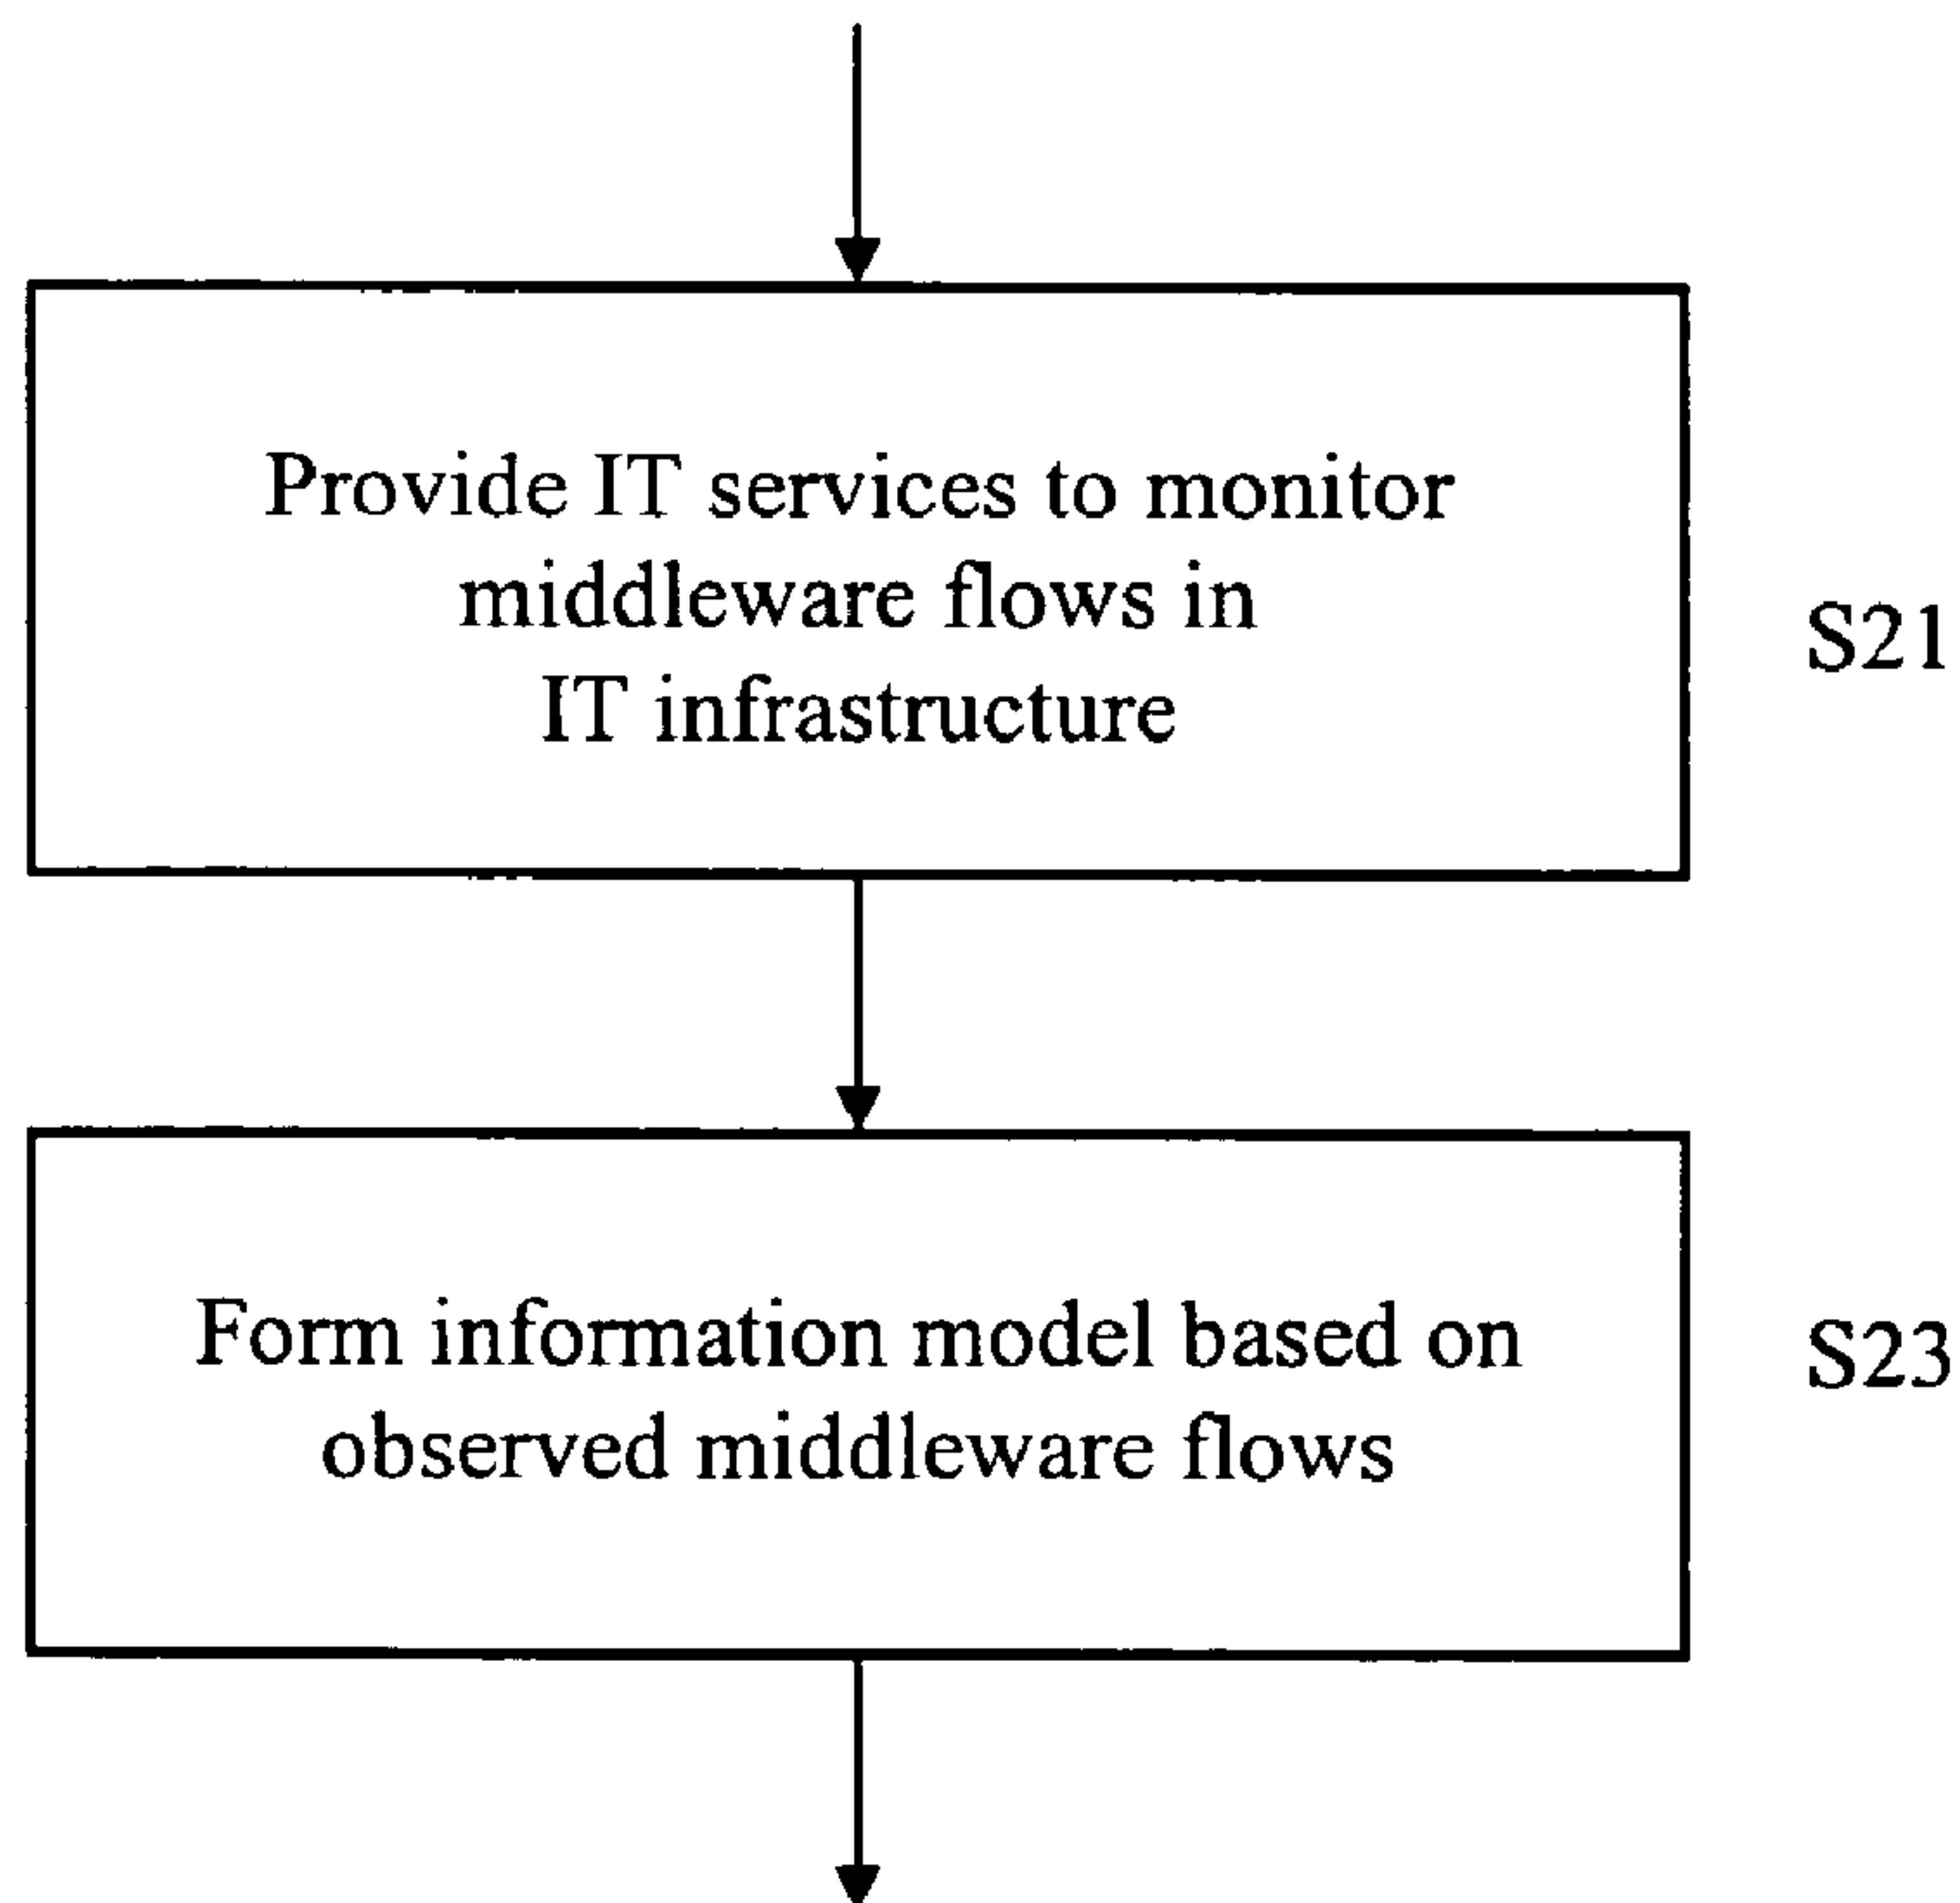 Provide IT services to monitor
middleware flows in
IT infrastructure
S21
Form information model based on
observed middleware flows
S23